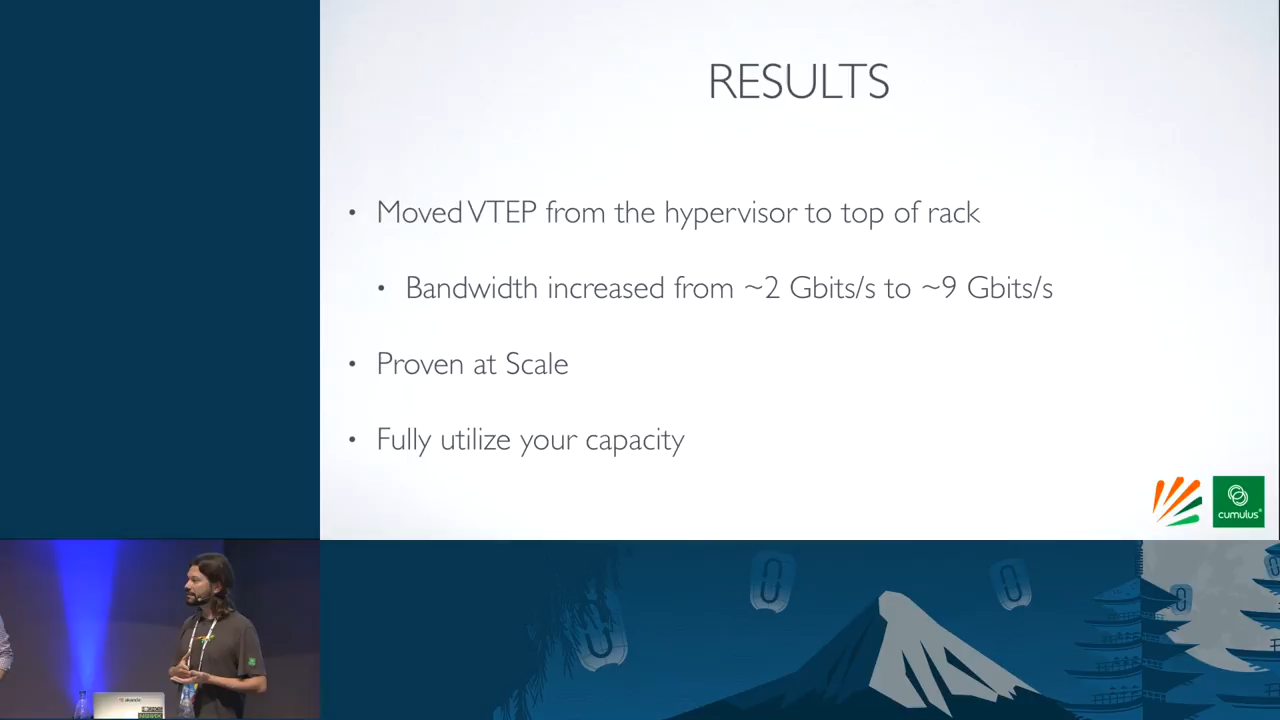 RESULTS
• Moved VTEP from the hypervisor to top of rack
• Bandwidth increased from ~2 Gbits/s to ~9 Gbits/s
• Proven at Scale
• Fully utilize your capacity
cumulus®
akanda